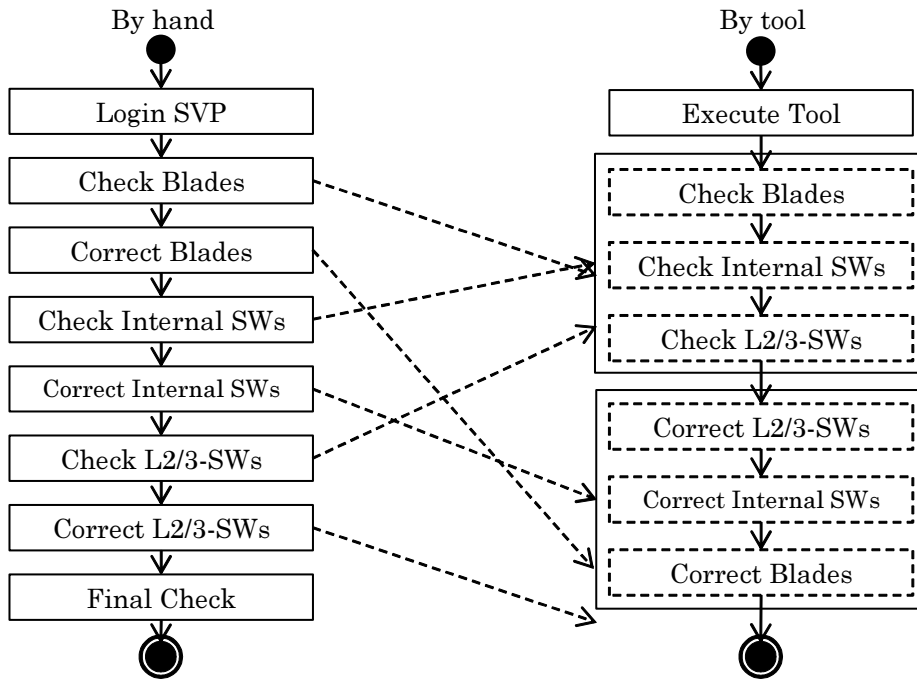 By hand
Login SVP
Check Blades
Correct Blades
Check Internal SWs
Correct Internal SWs
Check L2/3-SWs
Correct L2/3-SWs
Final Check
By tool
Execute Tool
Check Blades
Check Internal SWs
Check L2/3-SWs
Correct L2/3-SWs
Correct Internal SWs
Correct Blades